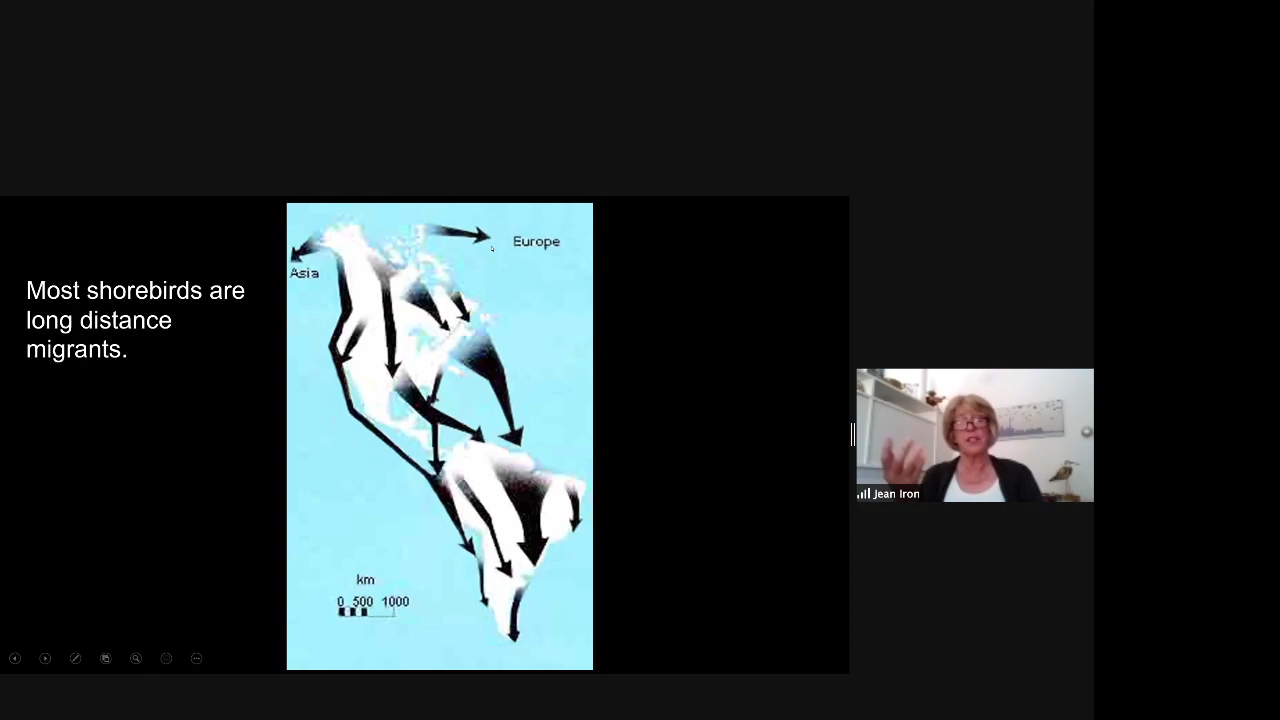 Most shorebirds are
long distance
migrants.
Europe
Asia
km
0 500 1000
Jean Iron